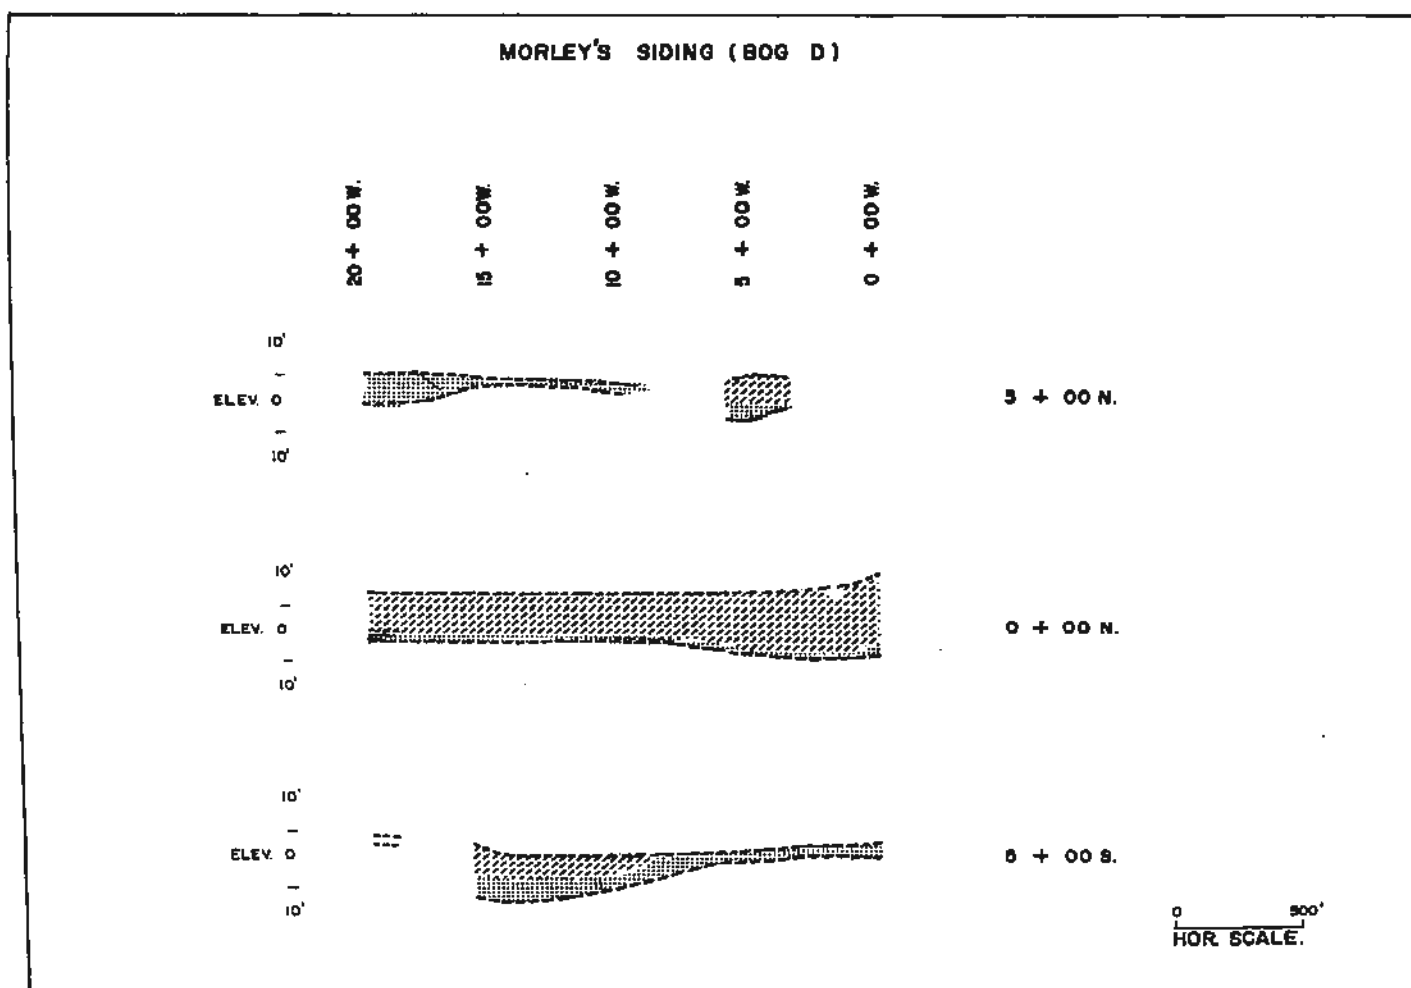 MORLEY'S SIDING (BOG D)
20 + 00 W.
15 + 00W.
10 + 00 W.
5 + 00 W.
0 + 00 W.
10'
ELEV. 0
10'
5 + 00 N.
10'
ELEV. 0
10'
0 + 00 N.
10'
ELEV. 0
10'
5 + 00 S.
0 500'
HOR. SCALE.